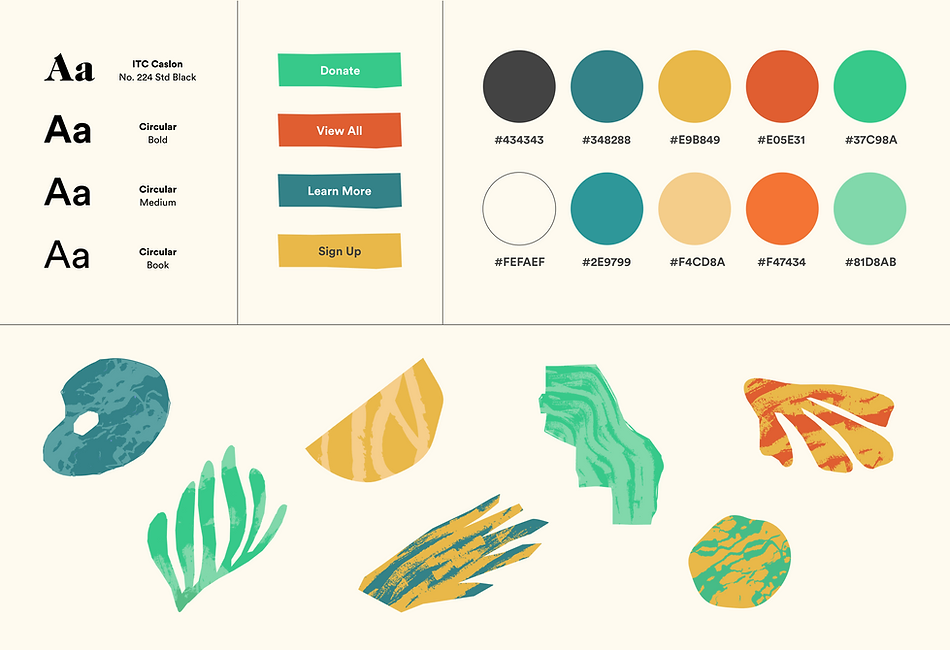 Aa
ITC Caslon
No. 224 Std Black
Aa
Circular
Bold
Aa
Circular
Medium
Aa
Circular
Book
Donate
View All
Learn More
Sign Up
#434343
#348288
#E9B849
#E05E31
#37C98A
#FEFAEF
#2E9799
#F4CD8A
#F47434
#81D8AB